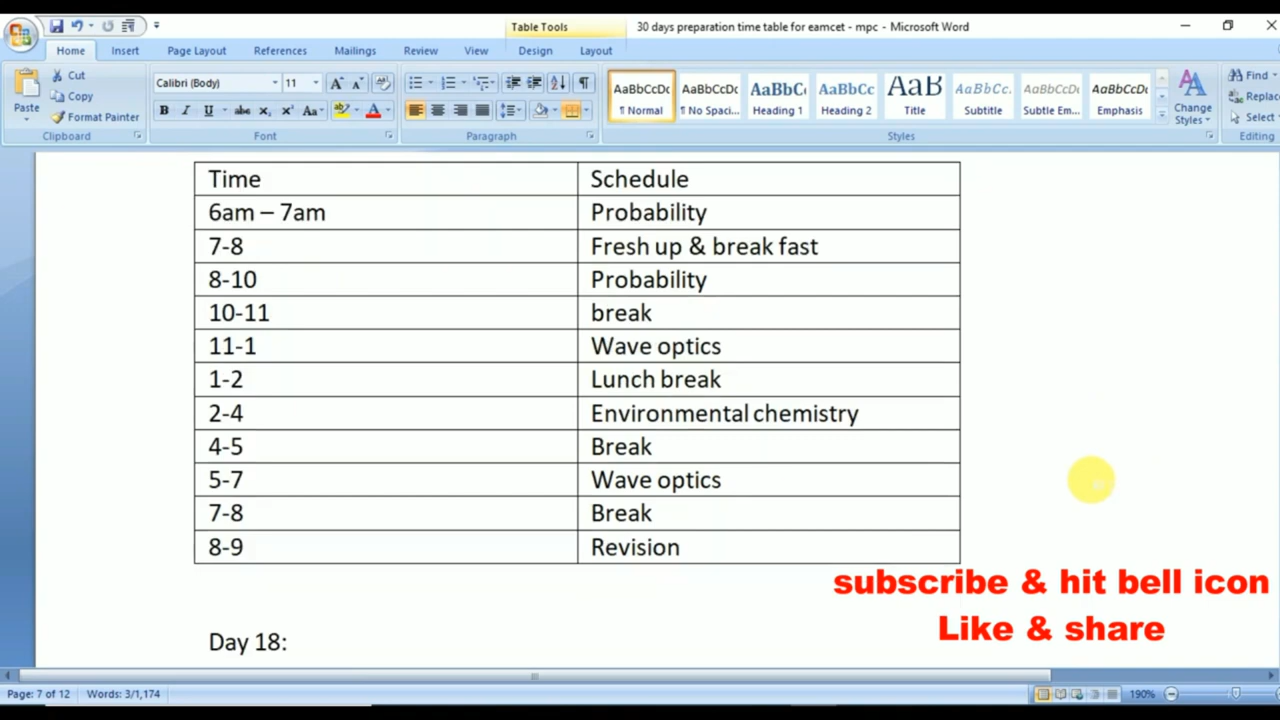 Table Tools
30 days preparation time table for eamcet - mpc - Microsoft Word
Home Insert Page Layout References Mailings Review View Design Layout
Paste
Cut
Copy
Format Painter
Clipboard
Calibri (Body) 11
Font
Paragraph
AaBbCcDc AaBbCcDc AaBbC AaBbCc AaB AaBbCc. AaBbCcDc AaBbCcDc
¶ Normal ¶ No Spaci... Heading 1 Heading 2 Title Subtitle Subtle Em... Emphasis
Change Styles
Styles
Find
Replace
Select
Editing
Time Schedule
6am – 7am Probability
7-8 Fresh up & break fast
8-10 Probability
10-11 break
11-1 Wave optics
1-2 Lunch break
2-4 Environmental chemistry
4-5 Break
5-7 Wave optics
7-8 Break
8-9 Revision
subscribe & hit bell icon
Like & share
Day 18:
Page: 7 of 12 Words: 3/1,174 190%